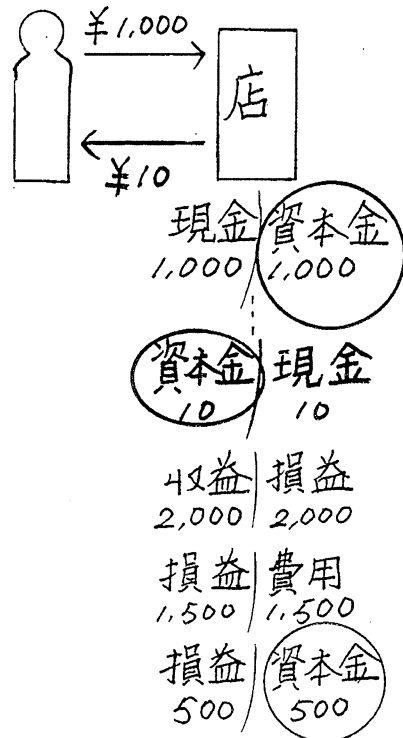 ¥1,000
店
¥10
現金 資本金
1,000 1,000
資本金 現金
10 10
収益 損益
2,000 2,000
損益 費用
1,500 1,500
損益 資本金
500 500